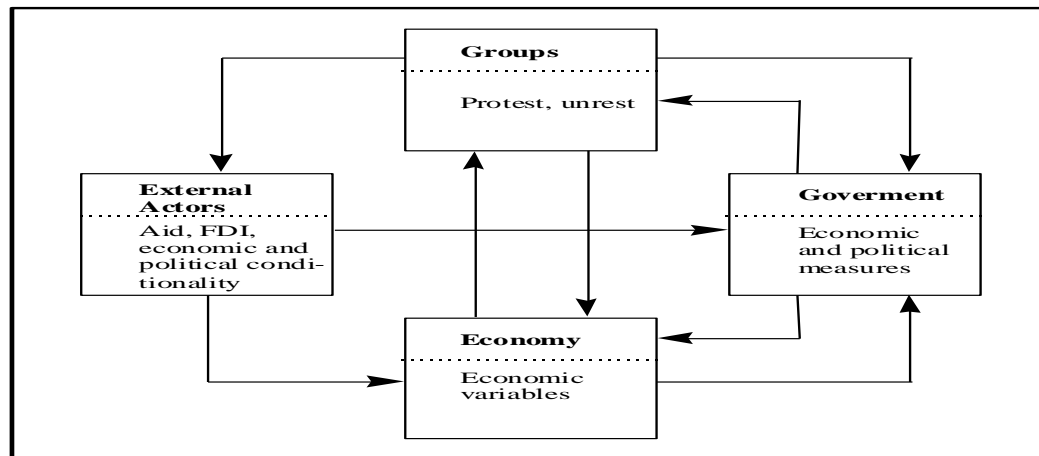 Groups
Protest, unrest
External
Actors
Aid, FDI,
economic and
political condi-
tionality
Goverment
Economic
and political
measures
Economy
Economic
variables